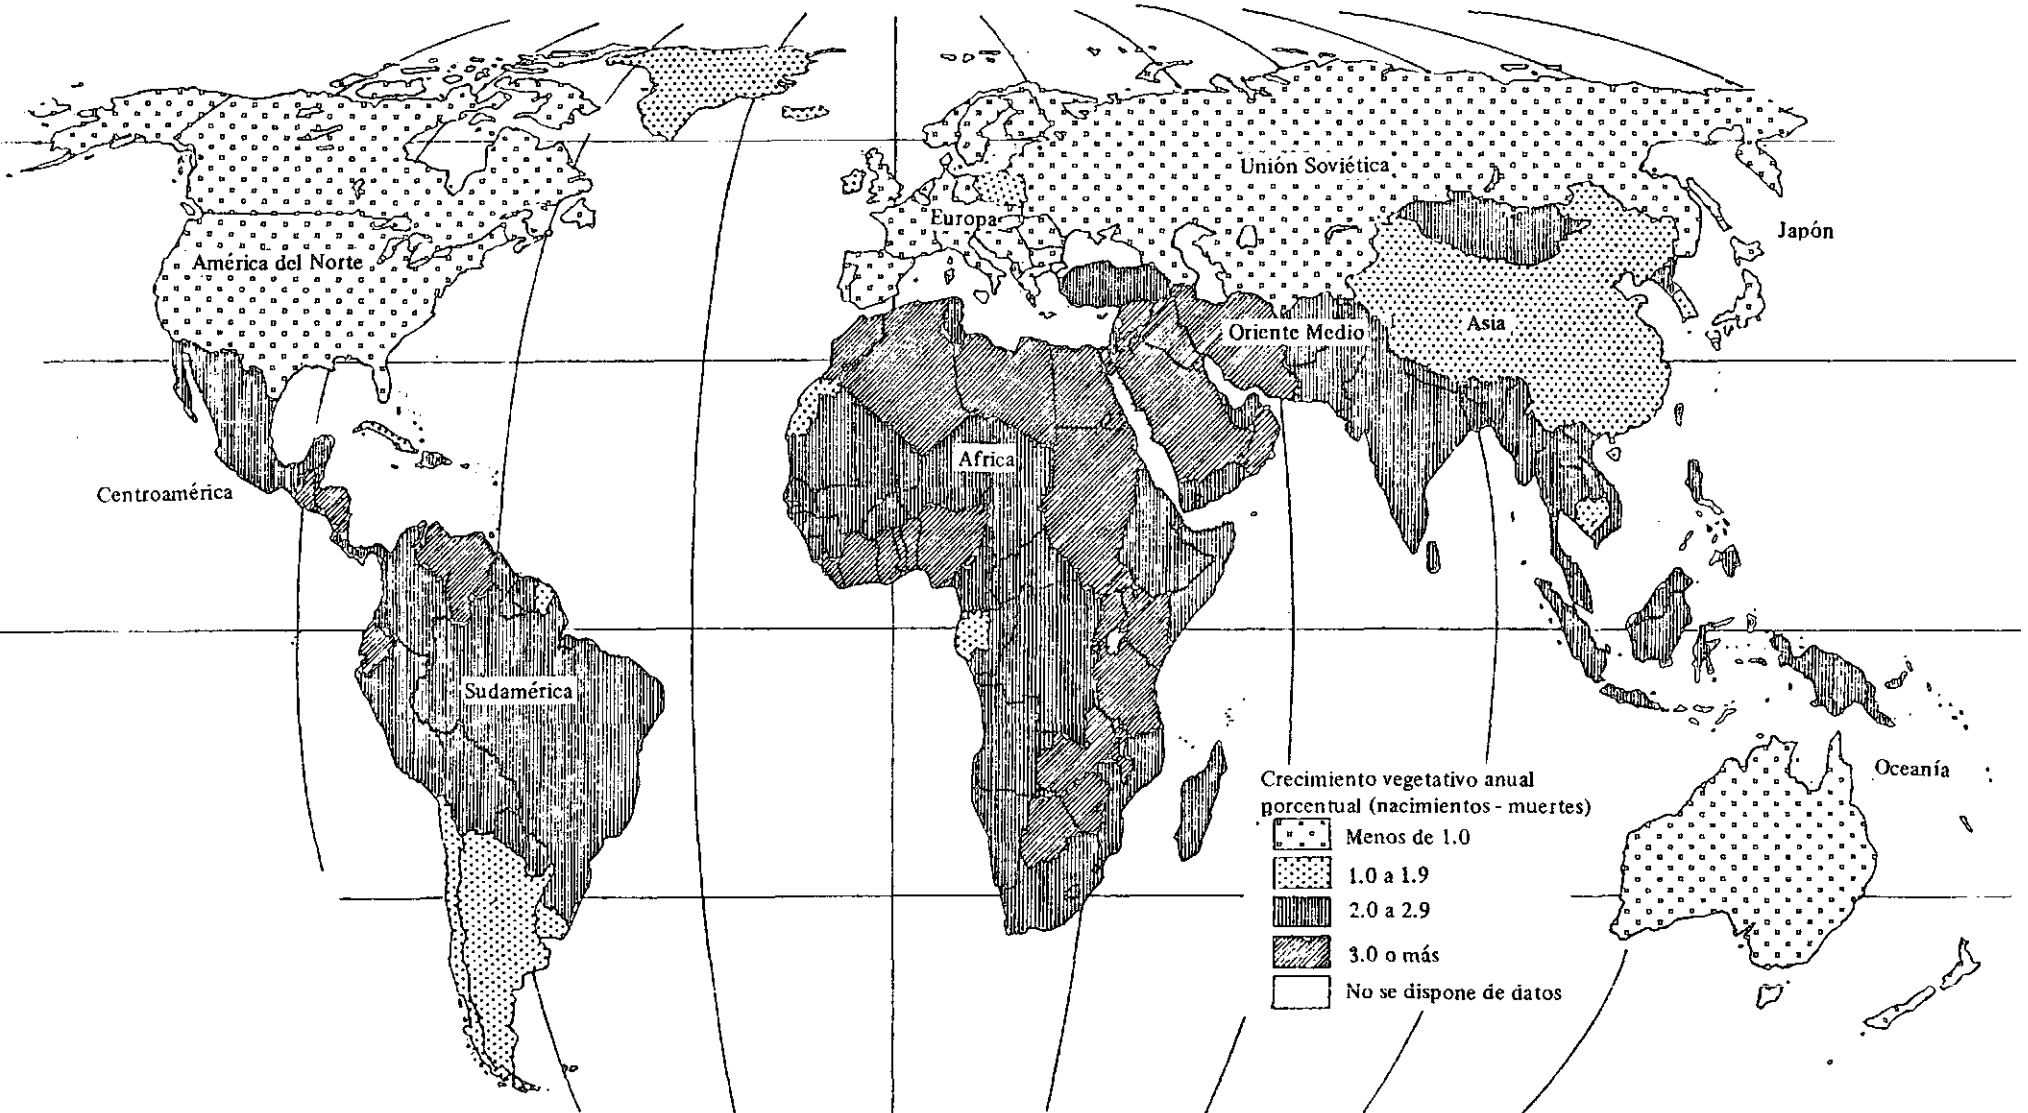 Unión Soviética
Europa
Japón
América del Norte
Asia
Oriente Medio
Africa
Centroamérica
Sudamérica
Oceanía
Crecimiento vegetativo anual
porcentual (nacimientos - muertes)
Menos de 1.0
1.0 a 1.9
2.0 a 2.9
3.0 o más
No se dispone de datos